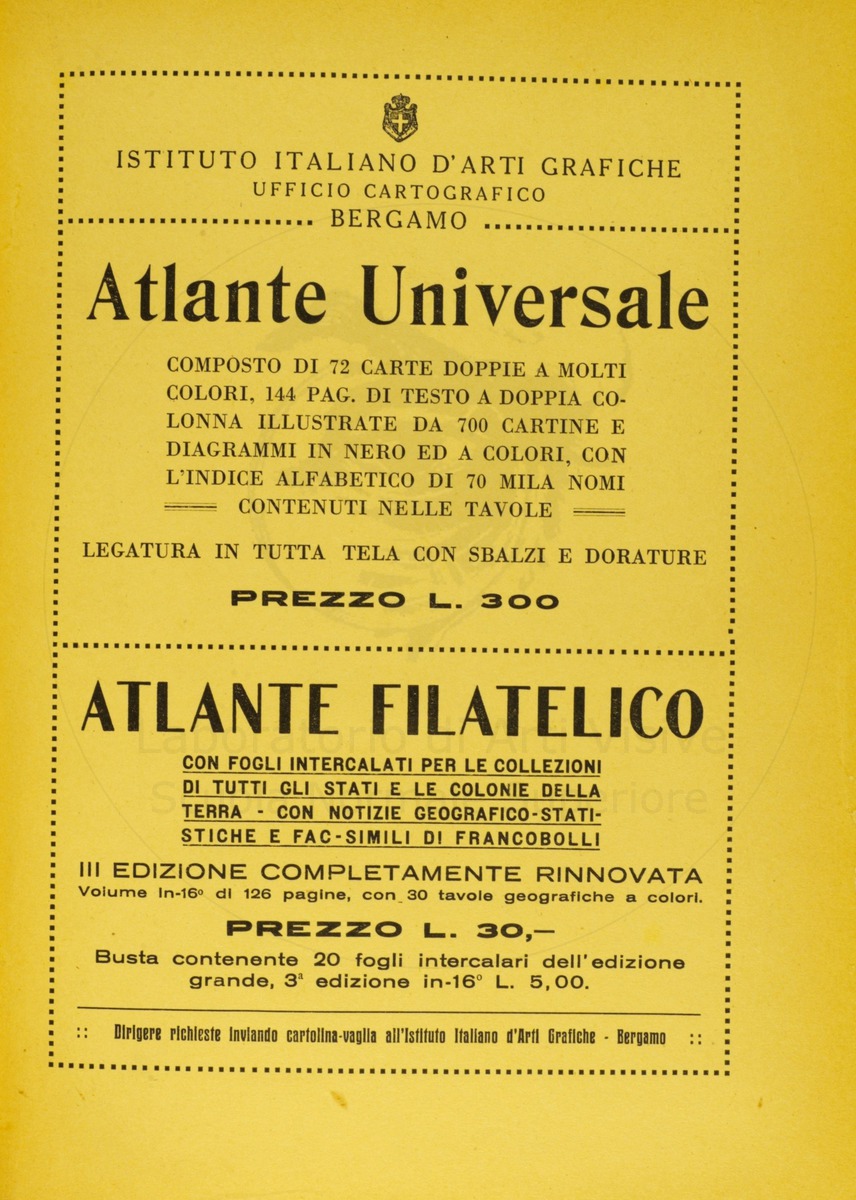 ISTITUTO ITALIANO D'ARTI GRAFICHE
UFFICIO CARTOGRAFICO
BERGAMO
Atlante Universale
COMPOSTO DI 72 CARTE DOPPIE A MOLTI
COLORI, 144 PAG. DI TESTO A DOPPIA CO-
LONNA ILLUSTRATE DA 700 CARTINE E
DIAGRAMMI IN NERO ED A COLORI, CON
L'INDICE ALFABETICO DI 70 MILA NOMI
CONTENUTI NELLE TAVOLE
LEGATURA IN TUTTA TELA CON SBALZI E DORATURE
PREZZO L. 300
ATLANTE FILATELICO
CON FOGLI INTERCALATI PER LE COLLEZIONI
DI TUTTI GLI STATI E LE COLONIE DELLA
TERRA - CON NOTIZIE GEOGRAFICO-STATI-
STICHE E FAC-SIMILI DI FRANCOBOLLI
III EDIZIONE COMPLETAMENTE RINNOVATA
Volume in-16º di 126 pagine, con 30 tavole geografiche a colori.
PREZZO L. 30,—
Busta contenente 20 fogli intercalari dell'edizione
grande, 3ª edizione in-16º L. 5,00.
:: Dirigere richieste inviando cartolina-vaglia all'Istituto Italiano d'Arti Grafiche - Bergamo ::